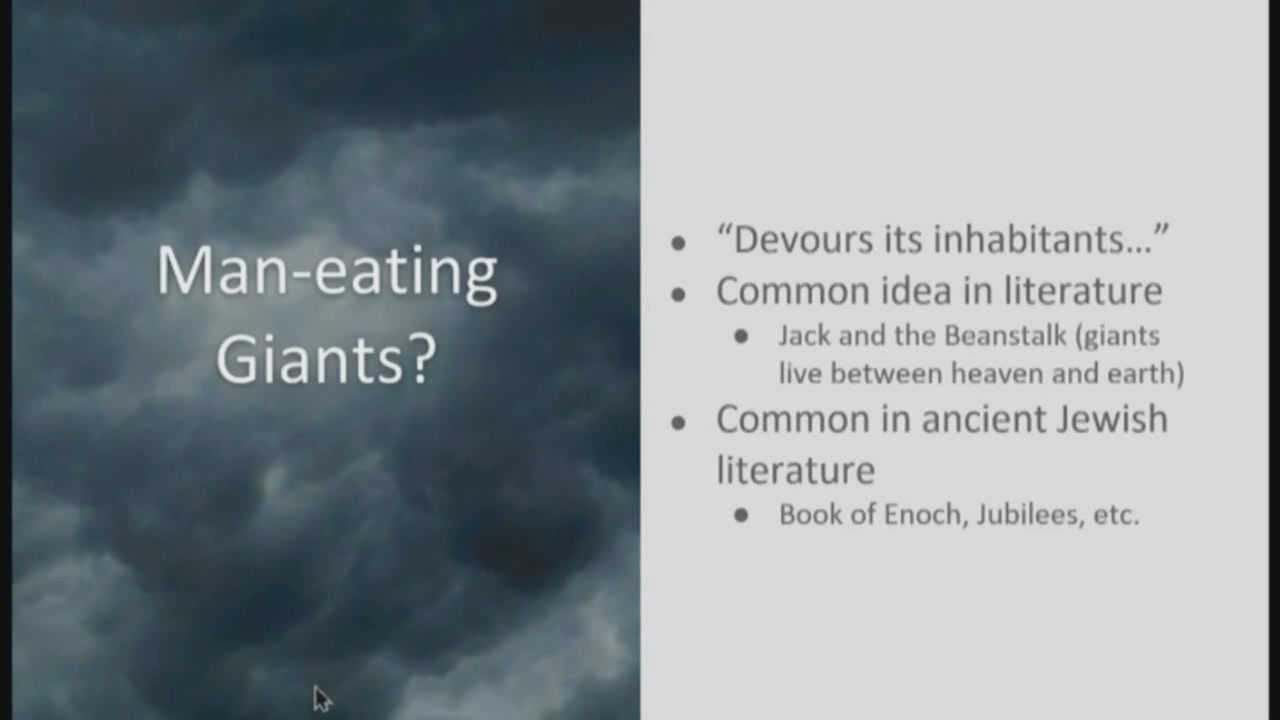 Man-eating
Giants?
• “Devours its inhabitants...”
• Common idea in literature
• Jack and the Beanstalk (giants
live between heaven and earth)
• Common in ancient Jewish
literature
• Book of Enoch, Jubilees, etc.